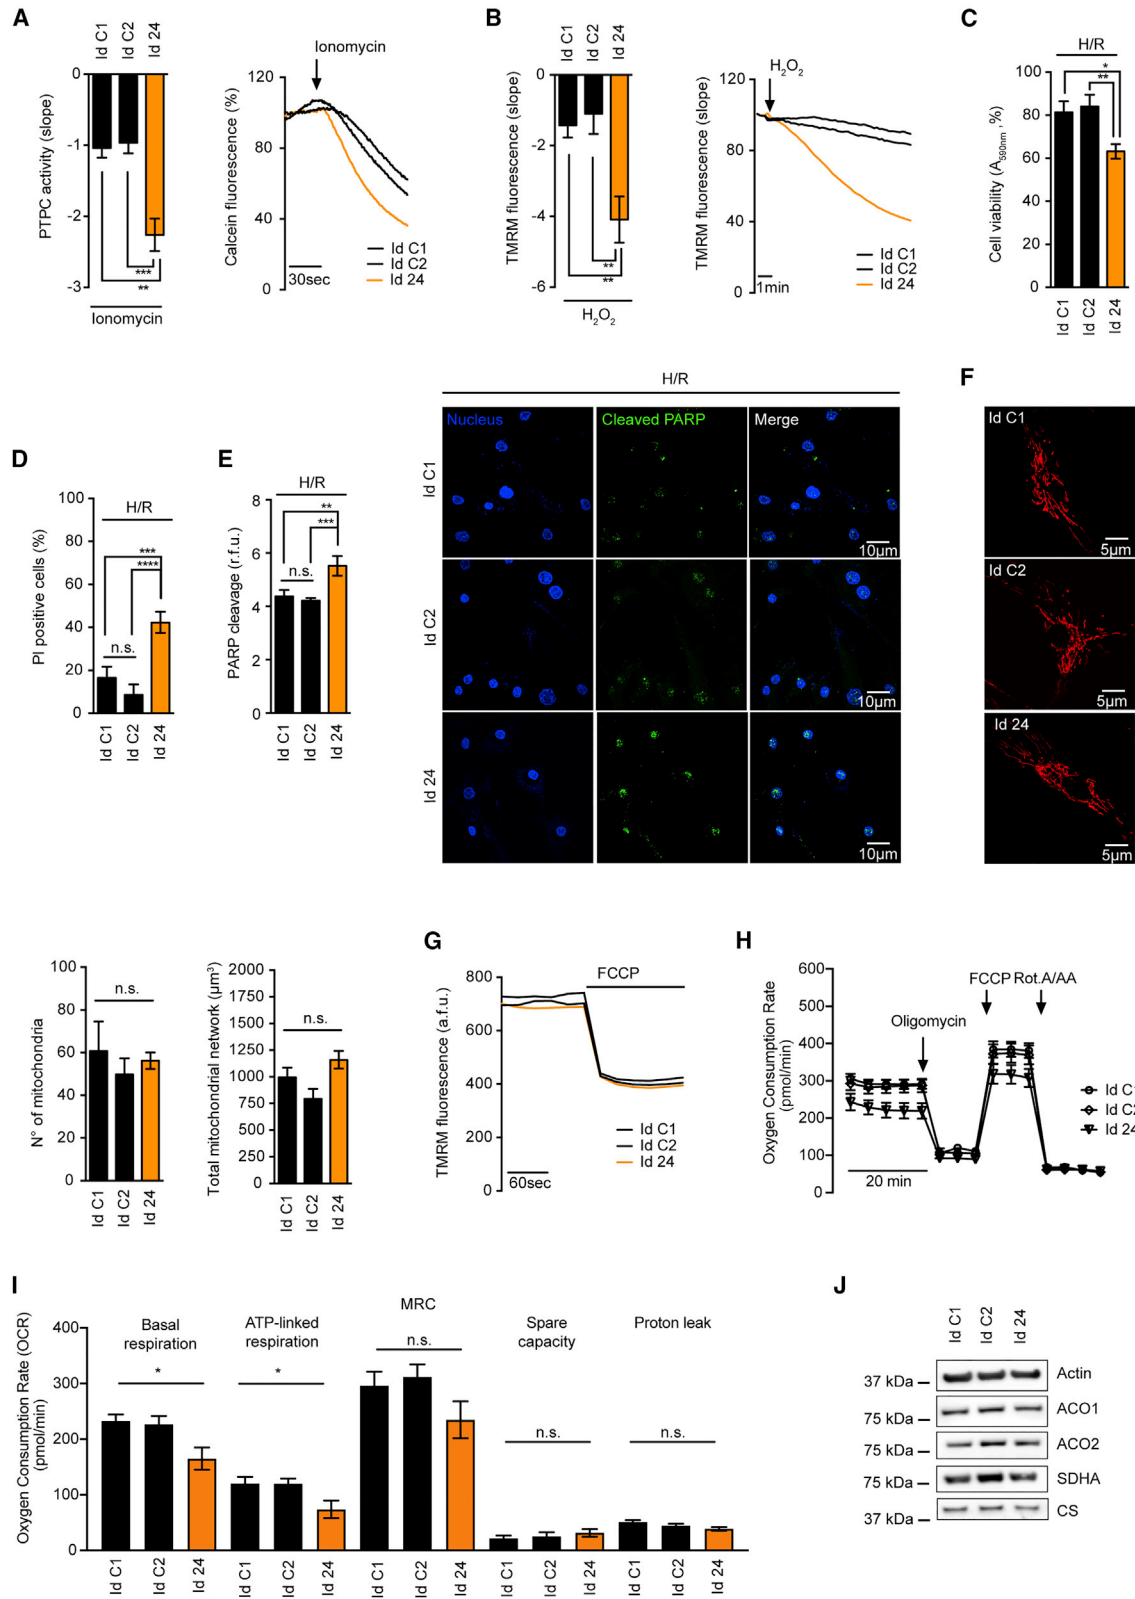 A
Id C1
Id C2
Id 24
0
-1
-2
-3
PTPC activity (slope)
***
**
Ionomycin
Ionomycin
120
80
40
0
Calcein fluorescence (%)
30sec
Id C1
Id C2
Id 24
B
Id C1
Id C2
Id 24
0
-2
-4
-6
TMRM fluorescence (slope)
**
**
H₂O₂
H₂O₂
120
80
40
0
TMRM fluorescence (slope)
1min
Id C1
Id C2
Id 24
C
H/R
*
**
100
80
60
40
20
0
Cell viability (A590nm, %)
Id C1
Id C2
Id 24
D
H/R
***
****
n.s.
100
80
60
40
20
0
PI positive cells (%)
Id C1
Id C2
Id 24
E
H/R
**
***
n.s.
8
6
4
2
0
PARP cleavage (r.f.u.)
Id C1
Id C2
Id 24
H/R
Nucleus
Cleaved PARP
Merge
Id C1
10µm
Id C2
10µm
Id 24
10µm
F
Id C1
5µm
Id C2
5µm
Id 24
5µm
n.s.
100
80
60
40
20
0
N° of mitochondria
Id C1
Id C2
Id 24
n.s.
2000
1750
1500
1250
1000
750
500
250
0
Total mitochondrial network (µm³)
Id C1
Id C2
Id 24
G
FCCP
800
600
400
200
0
TMRM fluorescence (a.f.u.)
60sec
Id C1
Id C2
Id 24
H
FCCP Rot.A/AA
Oligomycin
600
500
400
300
200
100
0
Oxygen Consumption Rate
(pmol/min)
20 min
Id C1
Id C2
Id 24
I
Oxygen Consumption Rate (OCR)
(pmol/min)
400
300
200
100
0
Basal
respiration
*
ATP-linked
respiration
*
MRC
n.s.
Spare
capacity
n.s.
Proton leak
n.s.
Id C1
Id C2
Id 24
Id C1
Id C2
Id 24
Id C1
Id C2
Id 24
Id C1
Id C2
Id 24
Id C1
Id C2
Id 24
J
Id C1
Id C2
Id 24
37 kDa
Actin
75 kDa
ACO1
75 kDa
ACO2
75 kDa
SDHA
37 kDa
CS